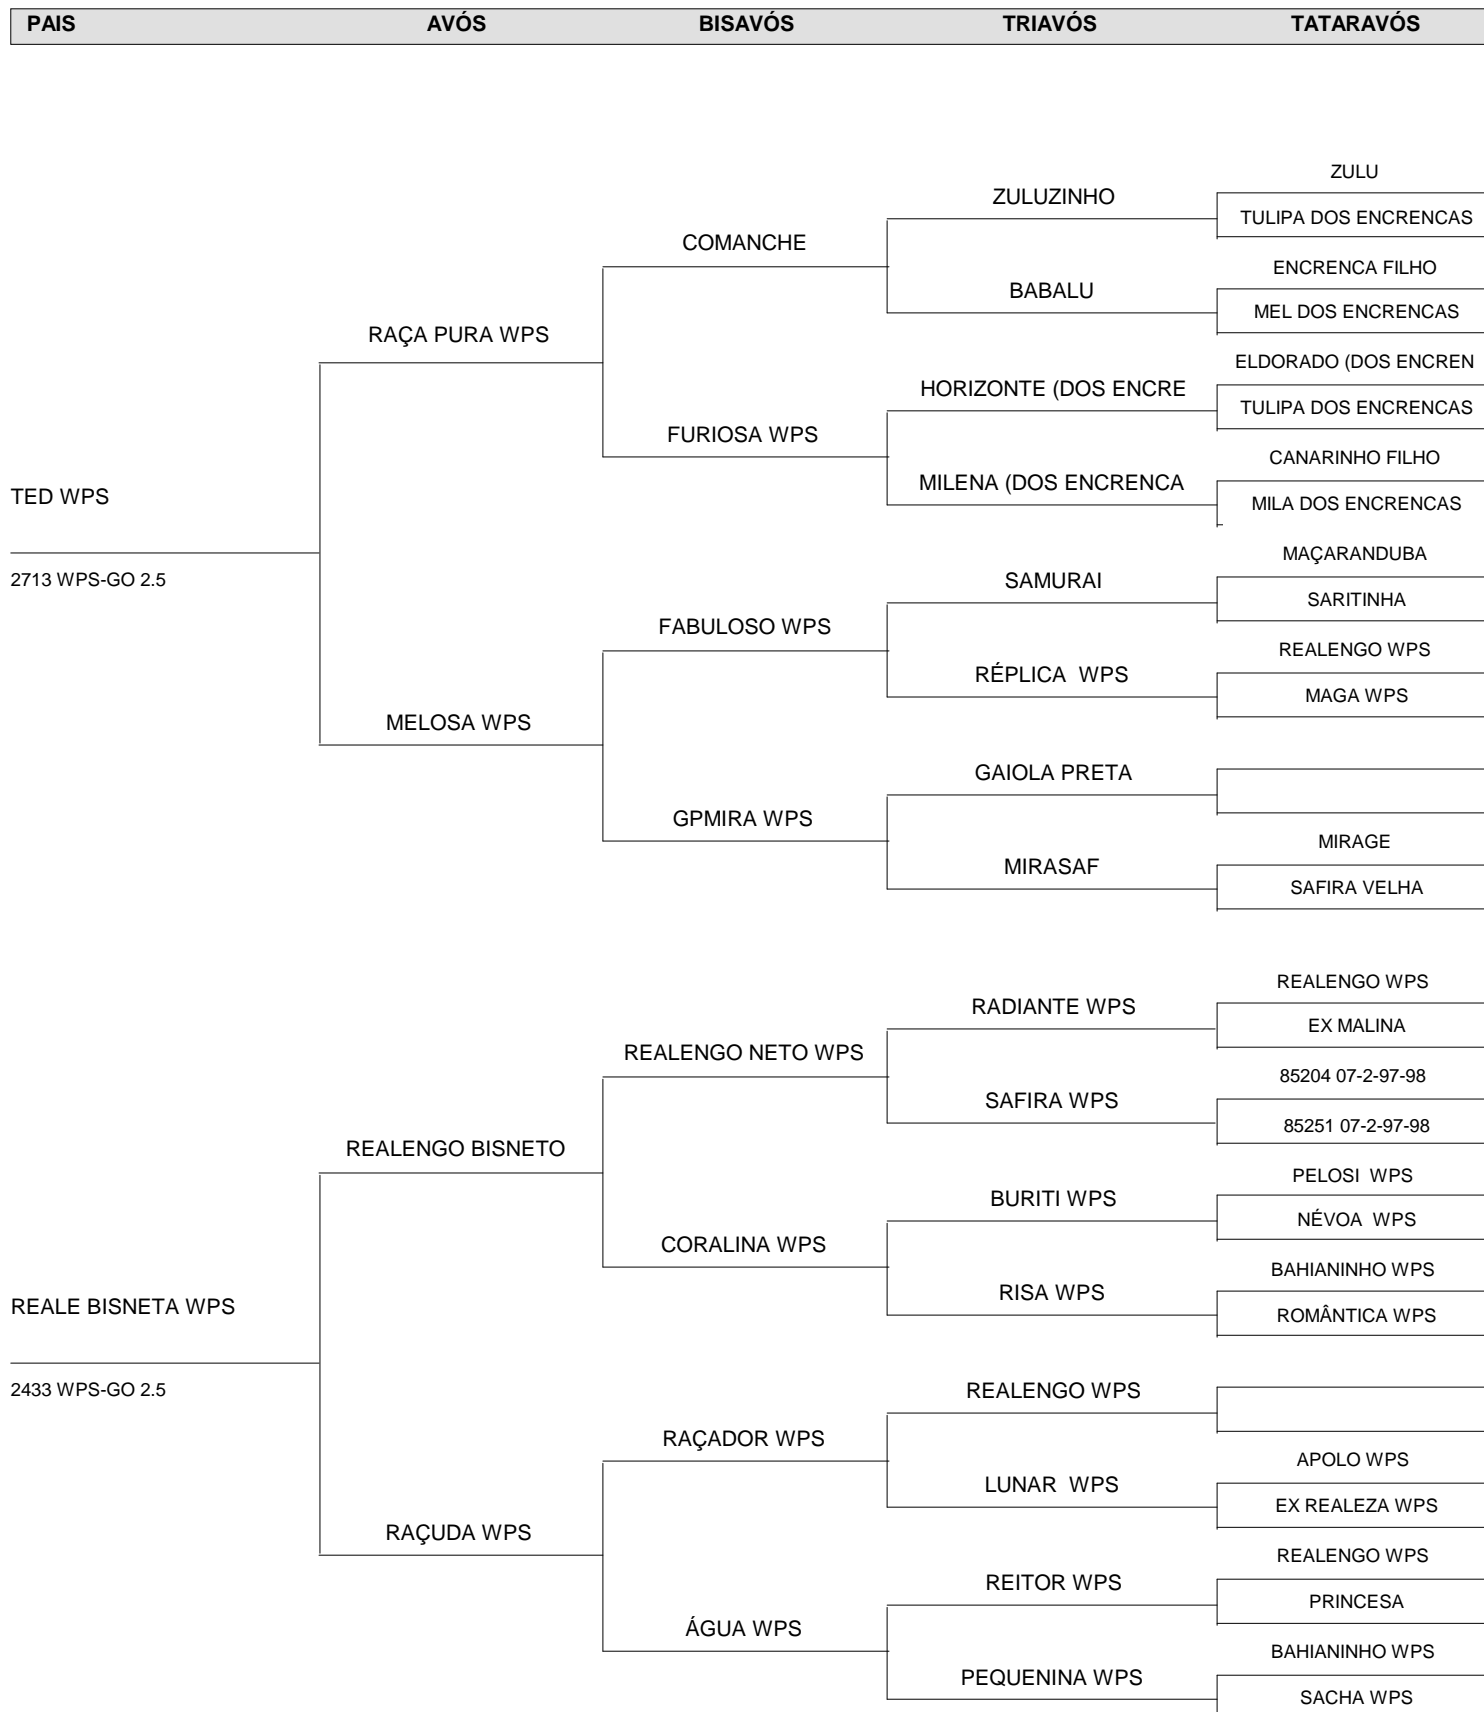 PAIS AVÓS BISAVÓS TRIAVÓS TATARAVÓS
ZULU
ZULUZINHO
TULIPA DOS ENCRENCAS
COMANCHE
ENCRENCA FILHO
BABALU
MEL DOS ENCRENCAS
RAÇA PURA WPS
ELDORADO (DOS ENCREN
HORIZONTE (DOS ENCRE
TULIPA DOS ENCRENCAS
FURIOSA WPS
CANARINHO FILHO
MILENA (DOS ENCRENCA
TED WPS
MILA DOS ENCRENCAS
MAÇARANDUBA
2713 WPS-GO 2.5
SAMURAI
SARITINHA
FABULOSO WPS
REALENGO WPS
RÉPLICA WPS
MAGA WPS
MELOSA WPS
GAIOLA PRETA
GPMIRA WPS
MIRAGE
MIRASAF
SAFIRA VELHA
REALENGO WPS
RADIANTE WPS
EX MALINA
REALENGO NETO WPS
85204 07-2-97-98
SAFIRA WPS
85251 07-2-97-98
REALENGO BISNETO
PELOSI WPS
BURITI WPS
NÉVOA WPS
CORALINA WPS
BAHIANINHO WPS
RISA WPS
REALE BISNETA WPS
ROMÂNTICA WPS
2433 WPS-GO 2.5
REALENGO WPS
RAÇADOR WPS
APOLO WPS
LUNAR WPS
EX REALEZA WPS
RAÇUDA WPS
REALENGO WPS
REITOR WPS
PRINCESA
ÁGUA WPS
BAHIANINHO WPS
PEQUENINA WPS
SACHA WPS